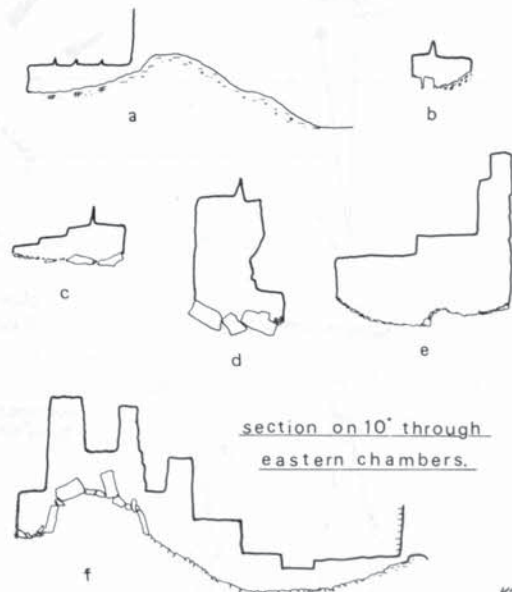 a
b
c
d
e
section on 10° through
eastern chambers.
f